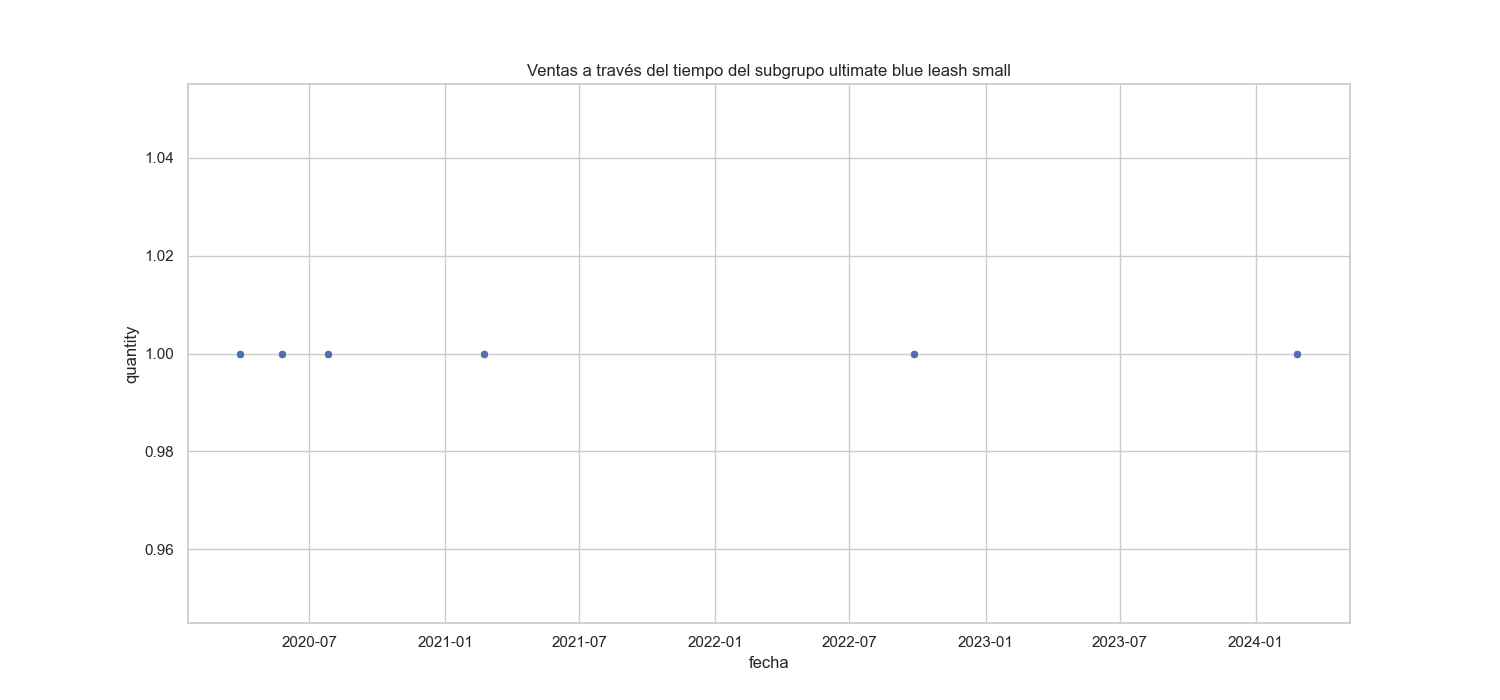 Ventas a través del tiempo del subgrupo ultimate blue leash small
1.04
1.02
1.00
0.98
0.96
quantity
2020-07 2021-01 2021-07 2022-01 2022-07 2023-01 2023-07 2024-01
fecha